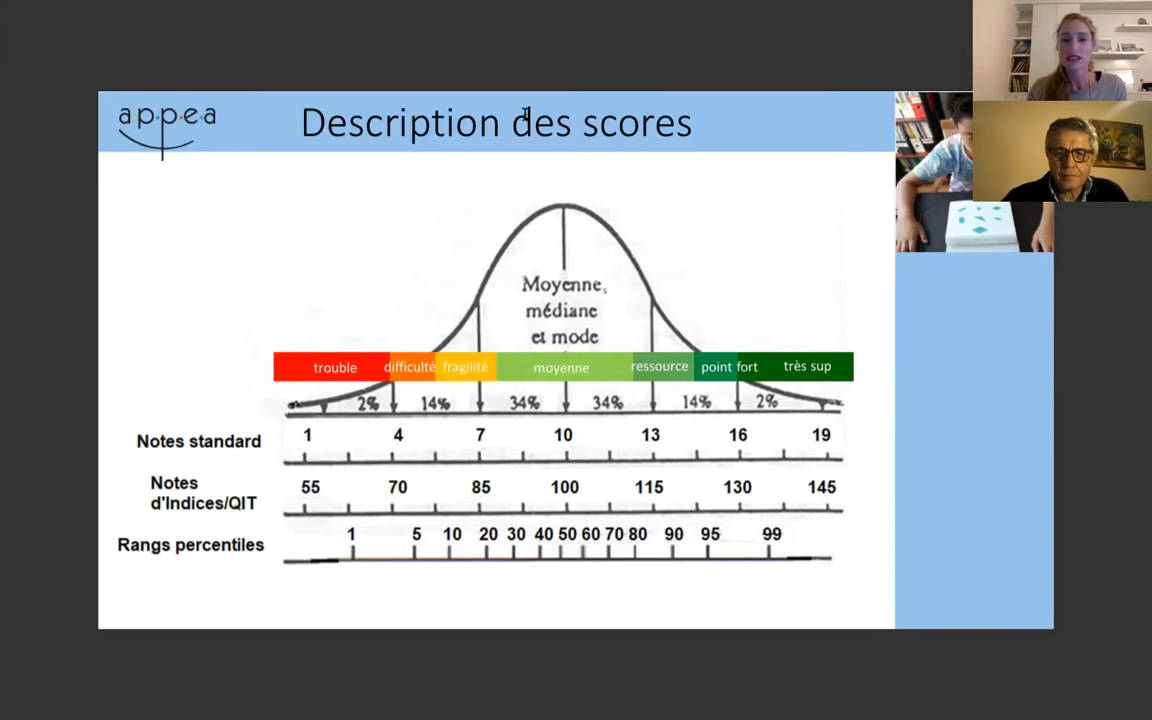 appea
Description des scores
Moyenne,
médiane
et mode
trouble difficulté fragilité moyenne ressource point fort très sup
2% 14% 34% 34% 14% 2%
Notes standard 1 4 7 10 13 16 19
Notes
d'Indices/QIT 55 70 85 100 115 130 145
Rangs percentiles 1 5 10 20 30 40 50 60 70 80 90 95 99